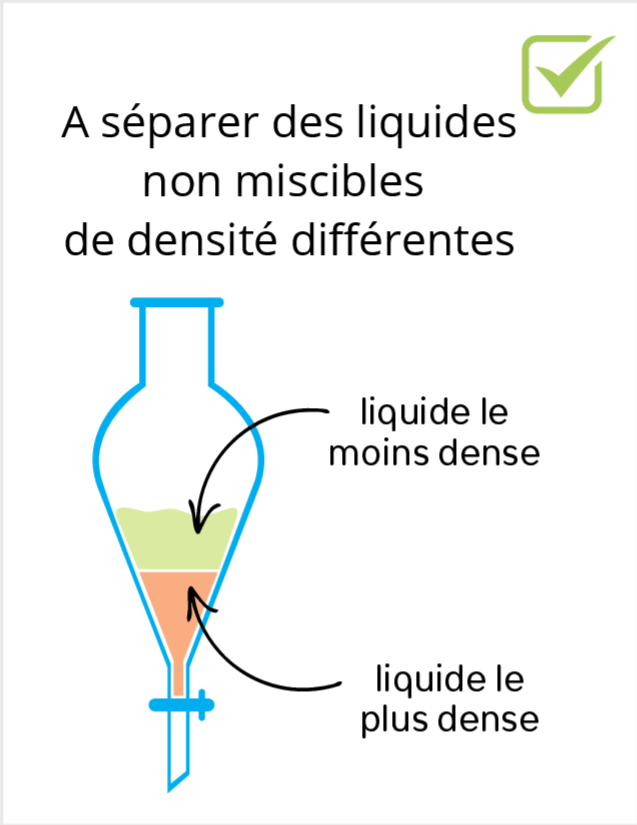 A séparer des liquides
non miscibles
de densité différentes
liquide le
moins dense
liquide le
plus dense